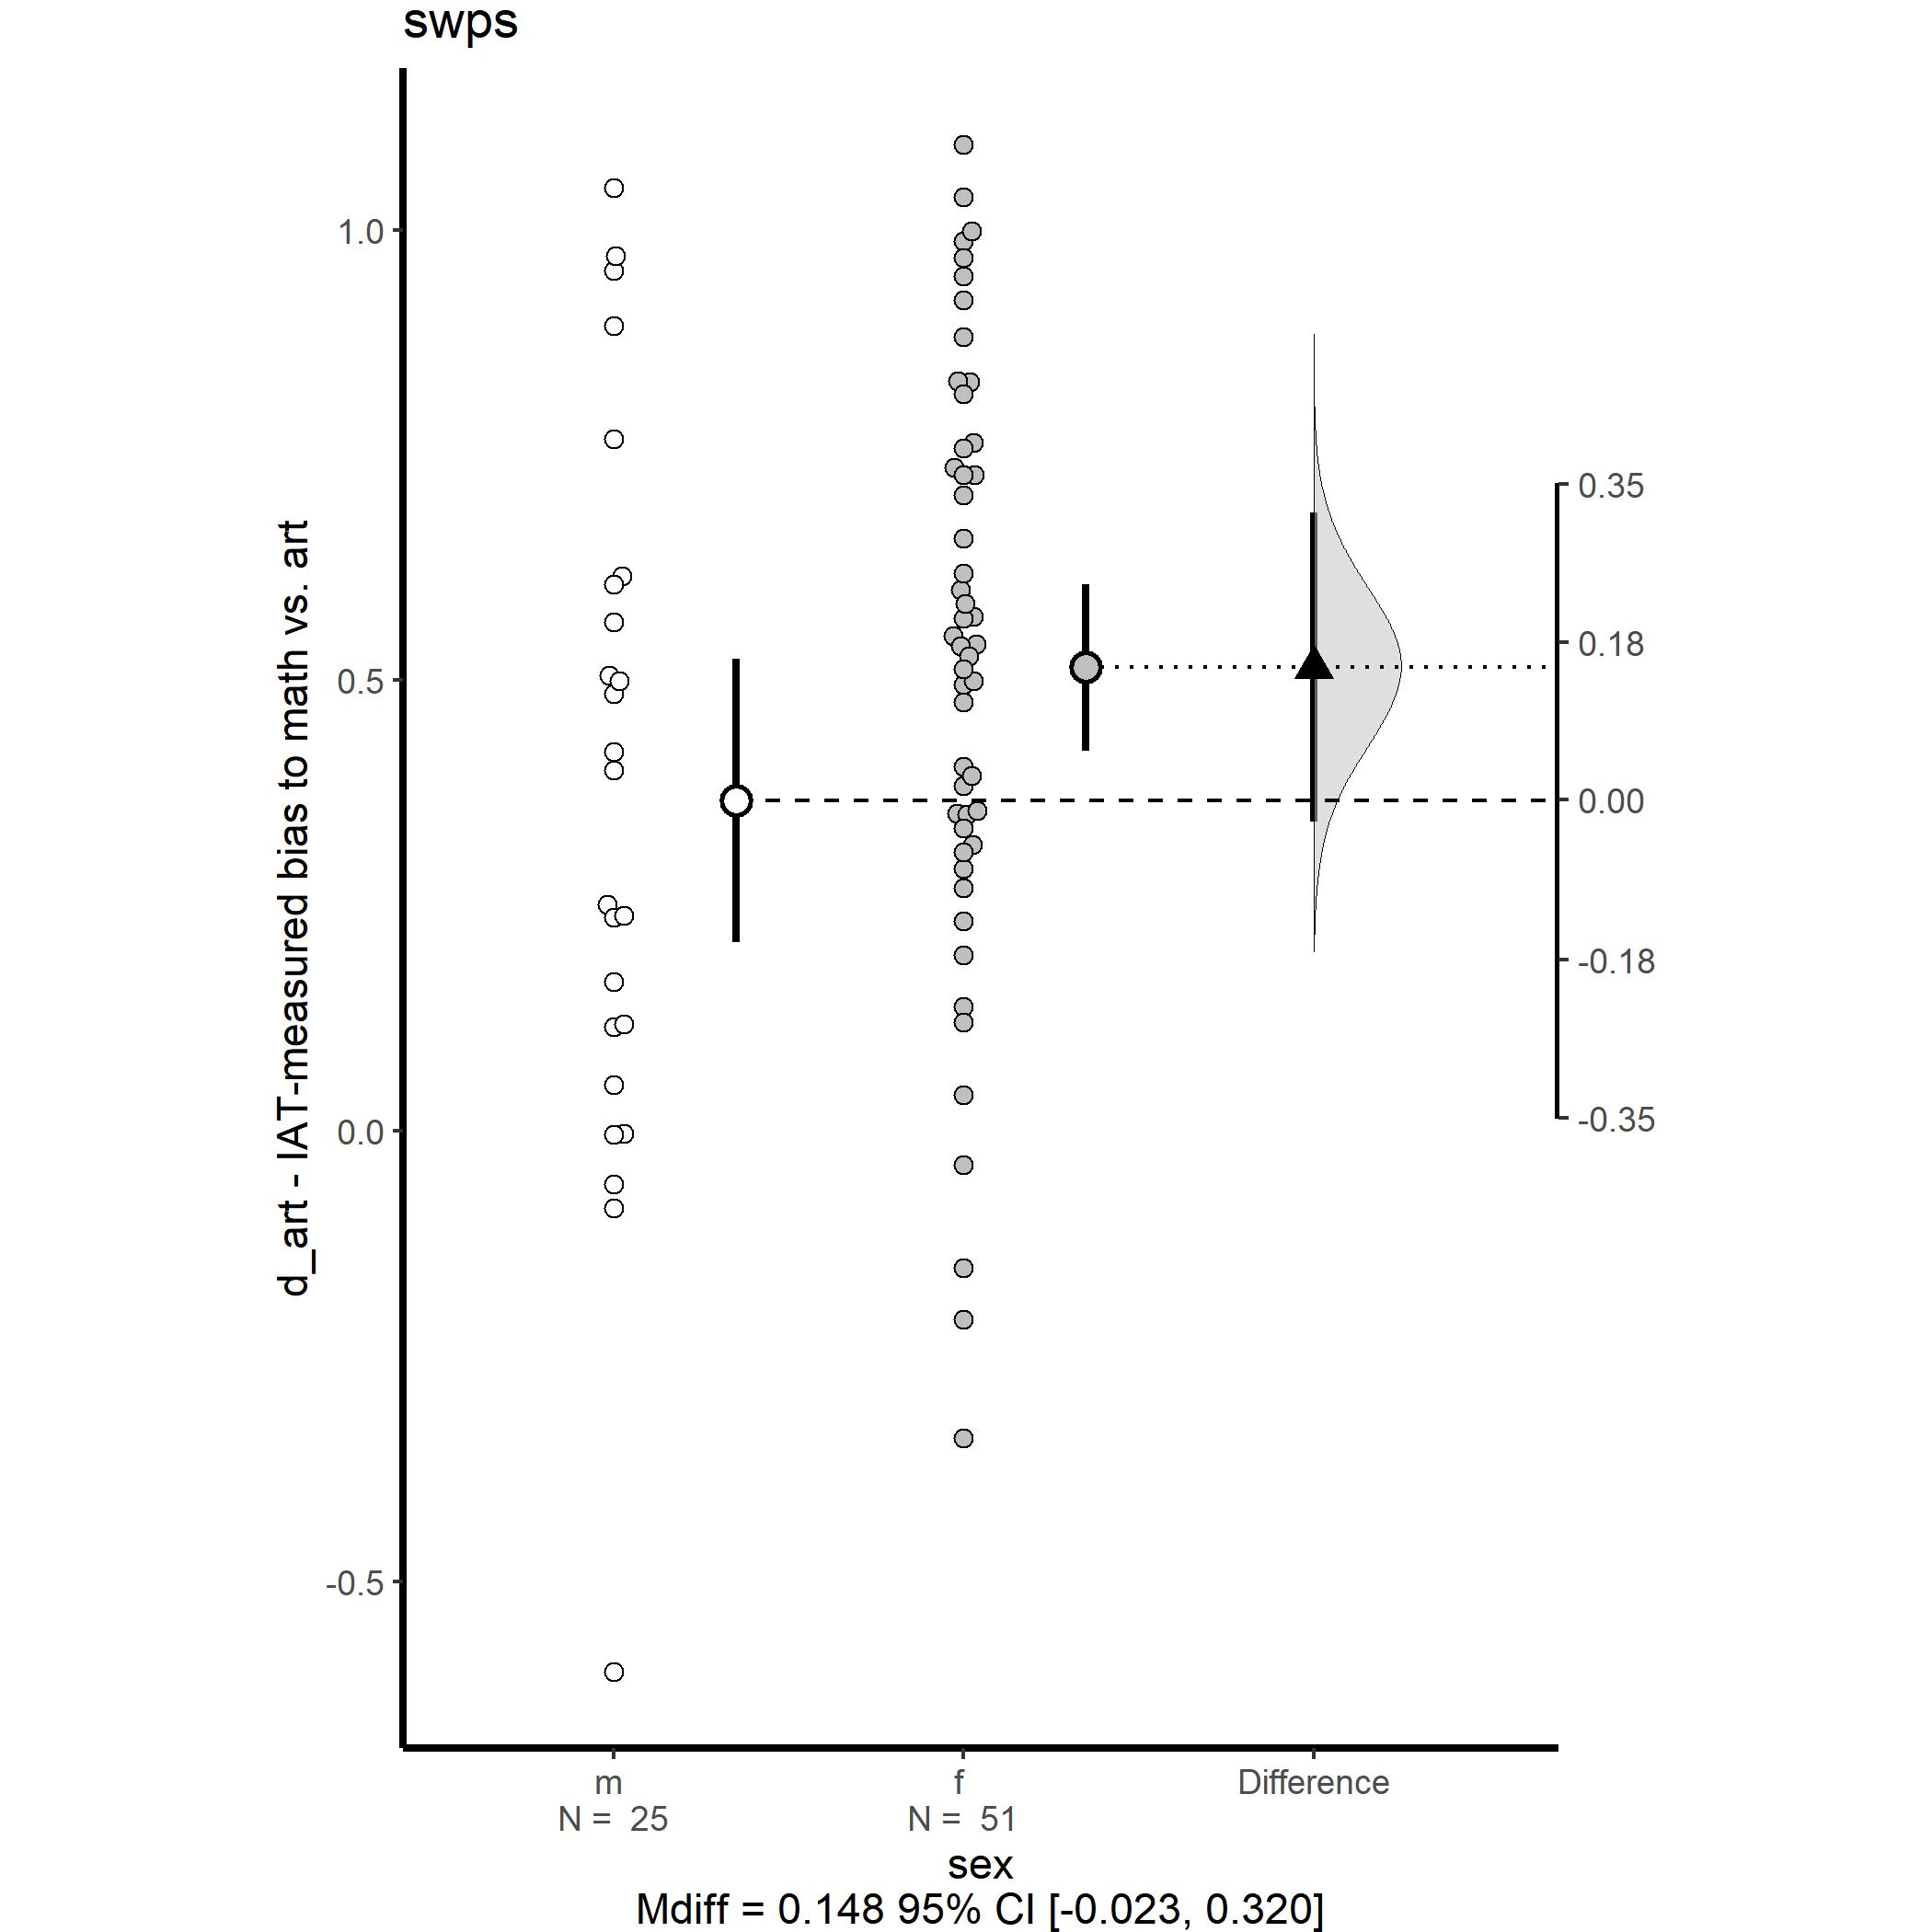 swps
d_art - IAT-measured bias to math vs. art
1.0
0.5
0.0
-0.5
0.35
0.18
0.00
-0.18
-0.35
m
N = 25
f
N = 51
Difference
sex
Mdiff = 0.148 95% CI [-0.023, 0.320]